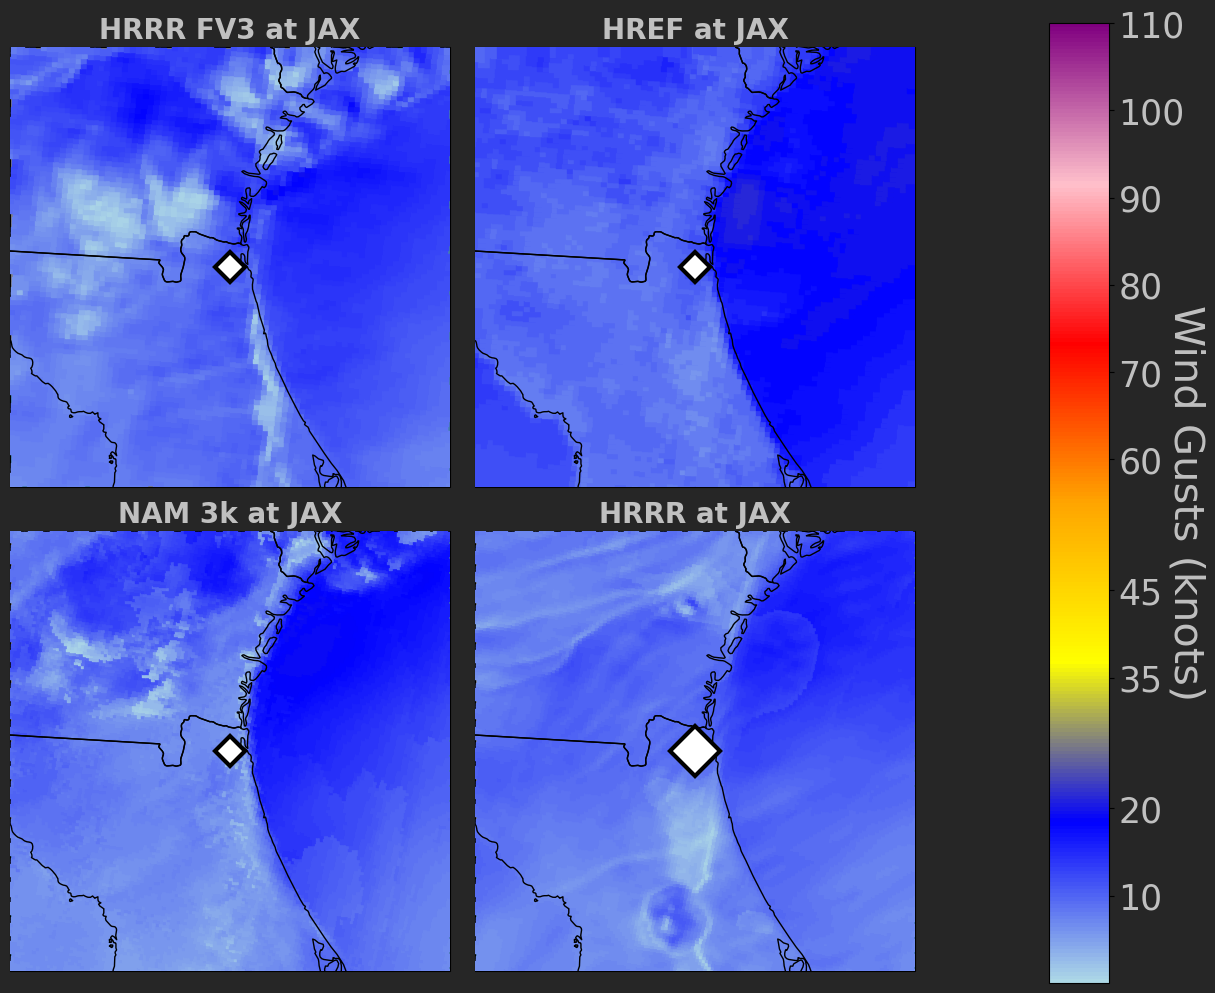 HRRR FV3 at JAX
HREF at JAX
NAM 3k at JAX
HRRR at JAX
110
100
90
80
70
60
45
35
20
10
Wind Gusts (knots)